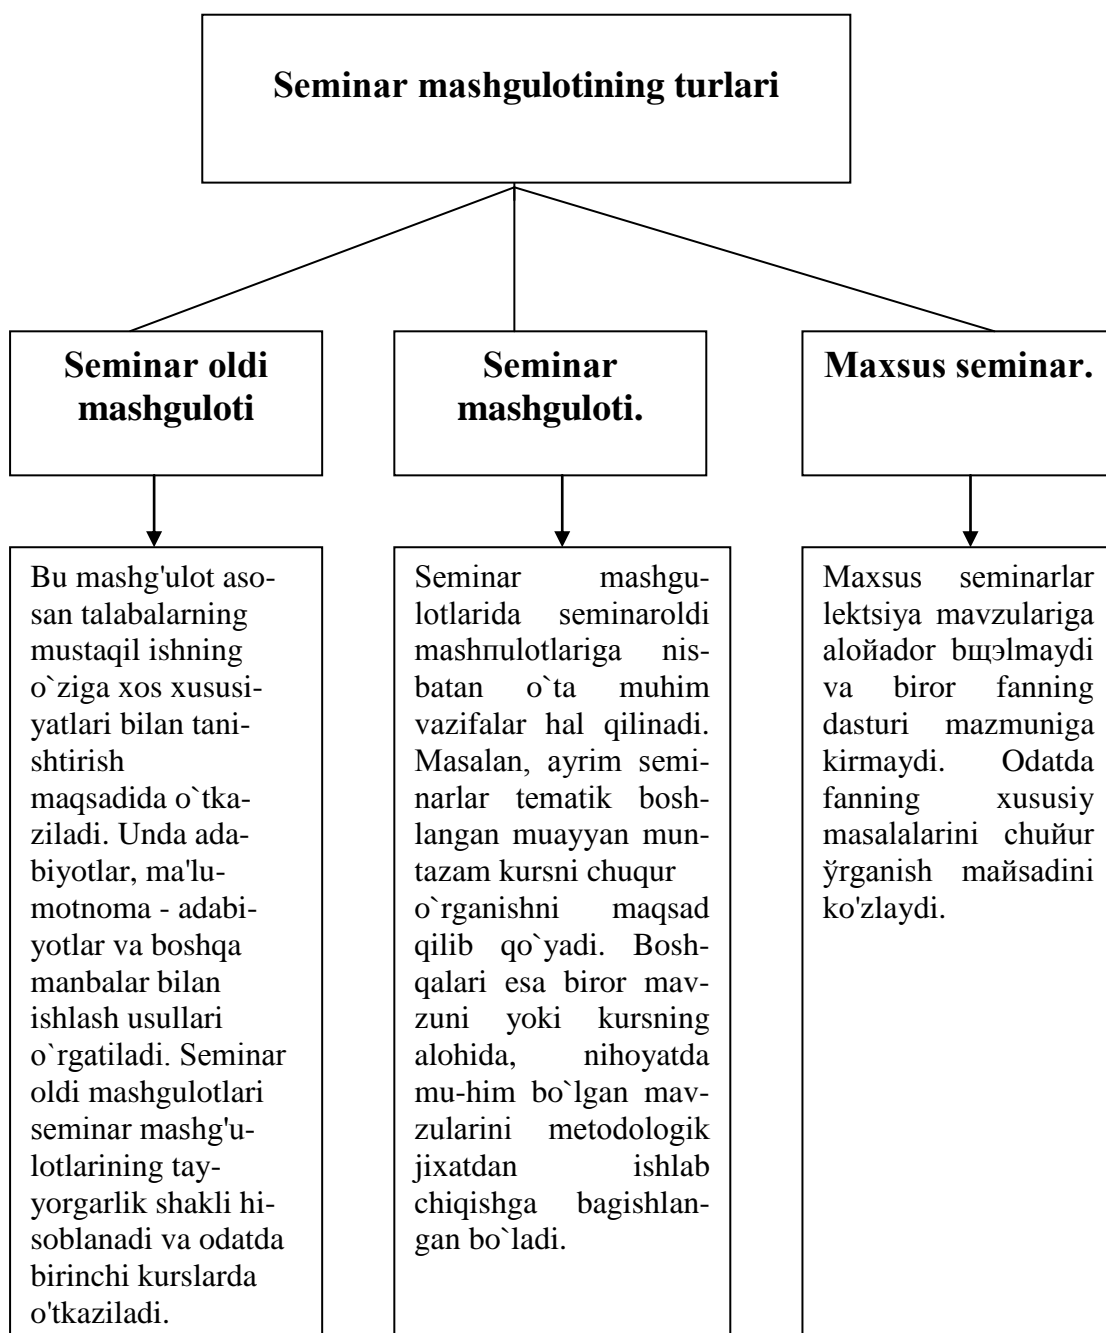 Seminar mashgulotining turlari
Seminar oldi
mashguloti
Seminar
mashguloti.
Maxsus seminar.
Bu mashg'ulot aso-
san talabalarning
mustaqil ishning
o`ziga xos xususi-
yatlari bilan tani-
shtirish
maqsadida o`tka-
ziladi. Unda ada-
biyotlar, ma'lu-
motnoma - adabi-
yotlar va boshqa
manbalar bilan
ishlash usullari
o`rgatiladi. Seminar
oldi mashgulotlari
seminar mashg'u-
lotlarining tay-
yorgarlik shakli hi-
soblanadi va odatda
birinchi kurslarda
o'tkaziladi.
Seminar mashgu-
lotlarida seminaroldi
mashпulotlariga nis-
batan o`ta muhim
vazifalar hal qilinadi.
Masalan, ayrim semi-
narlar tematik bosh-
langan muayyan mun-
tazam kursni chuqur
o`rganishni maqsad
qilib qo`yadi. Bosh-
qalari esa biror mav-
zuni yoki kursning
alohida, nihoyatda
mu-him bo`lgan mav-
zularini metodologik
jixatdan ishlab
chiqishga bagishlan-
gan bo`ladi.
Maxsus seminarlar
lektsiya mavzulariga
aloйador bщэlmaydi
va biror fanning
dasturi mazmuniga
kirmaydi. Odatda
fanning xususiy
masalalarini chuйur
ўrganish maйsadini
ko'zlaydi.